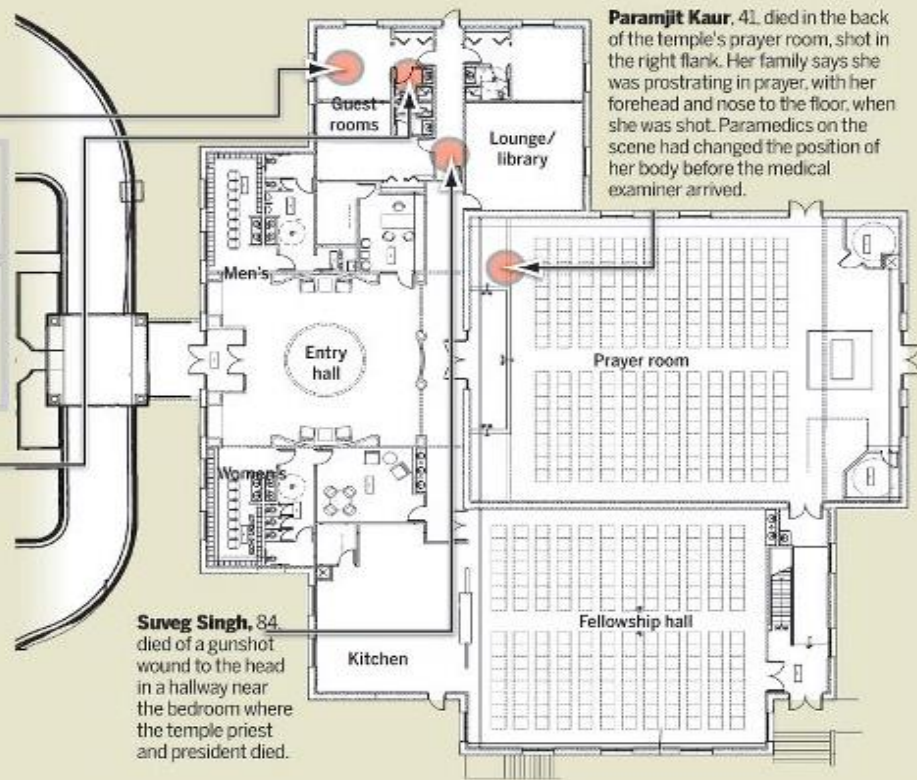 Paramjit Kaur, 41, died in the back
of the temple's prayer room, shot in
the right flank. Her family says she
was prostrating in prayer, with her
forehead and nose to the floor, when
she was shot. Paramedics on the
scene had changed the position of
her body before the medical
examiner arrived.
Guest
rooms
Lounge/
library
Men's
Entry
hall
Prayer room
Women's
Fellowship hall
Kitchen
Suveg Singh, 84,
died of a gunshot
wound to the head
in a hallway near
the bedroom where
the temple priest
and president died.